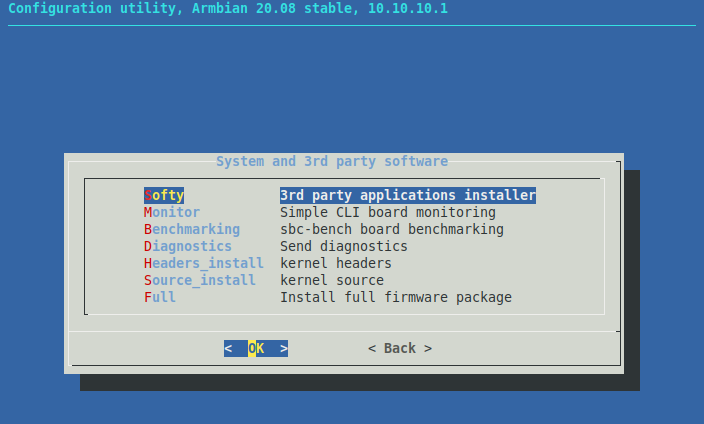 Configuration utility, Armbian 20.08 stable, 10.10.10.1
System and 3rd party software
Softy 3rd party applications installer
Monitor Simple CLI board monitoring
Benchmarking sbc-bench board benchmarking
Diagnostics Send diagnostics
Headers_install kernel headers
Source_install kernel source
Full Install full firmware package
< OK > < Back >